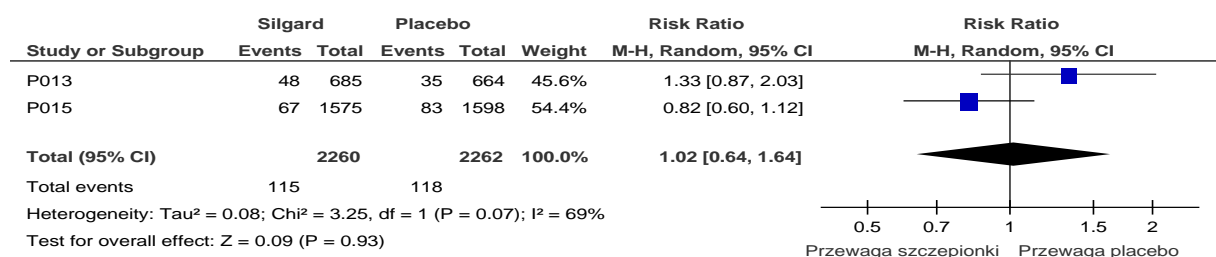 Silgard Placebo Risk Ratio Risk Ratio
Study or Subgroup Events Total Events Total Weight M-H, Random, 95% CI M-H, Random, 95% CI
P013 48 685 35 664 45.6% 1.33 [0.87, 2.03]
P015 67 1575 83 1598 54.4% 0.82 [0.60, 1.12]
Total (95% CI) 2260 2262 100.0% 1.02 [0.64, 1.64]
Total events 115 118
Heterogeneity: Tau² = 0.08; Chi² = 3.25, df = 1 (P = 0.07); I² = 69%
Test for overall effect: Z = 0.09 (P = 0.93)
0.5 0.7 1 1.5 2
Przewaga szczepionki Przewaga placebo